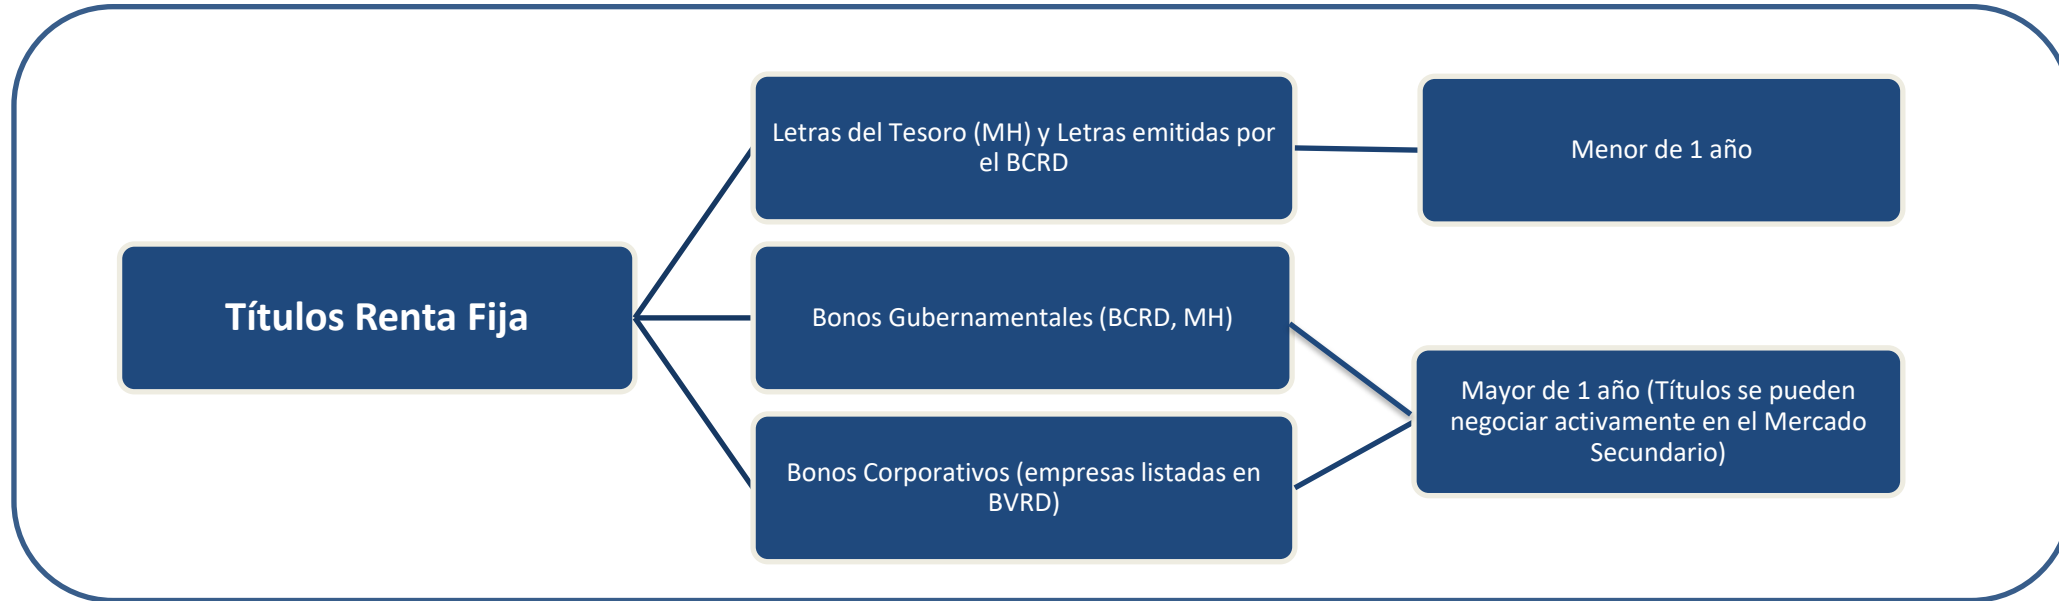 Títulos Renta Fija
Letras del Tesoro (MH) y Letras emitidas por
el BCRD
Menor de 1 año
Bonos Gubernamentales (BCRD, MH)
Bonos Corporativos (empresas listadas en
BVRD)
Mayor de 1 año (Títulos se pueden
negociar activamente en el Mercado
Secundario)